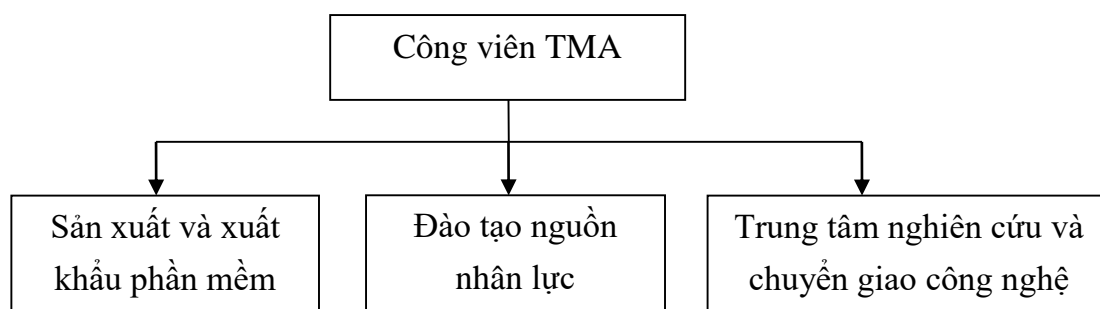 Công viên TMA
Sản xuất và xuất
khẩu phần mềm
Đào tạo nguồn
nhân lực
Trung tâm nghiên cứu và
chuyển giao công nghệ